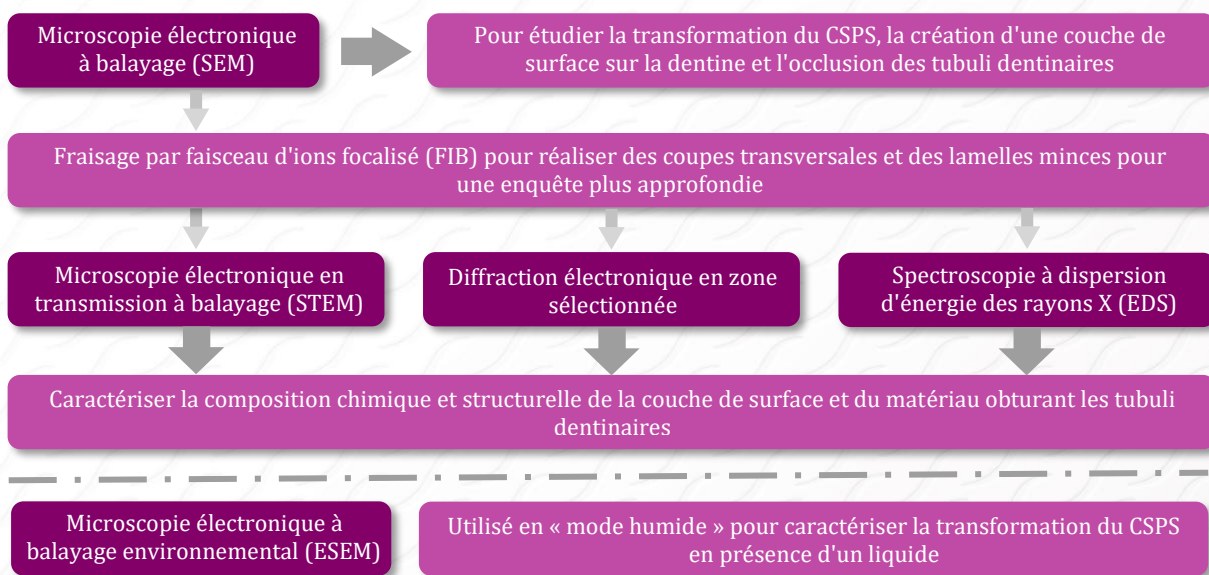 Microscopie électronique
à balayage (SEM)
Pour étudier la transformation du CSPS, la création d'une couche de
surface sur la dentine et l'occlusion des tubuli dentinaires
Fraisage par faisceau d'ions focalisé (FIB) pour réaliser des coupes transversales et des lamelles minces pour
une enquête plus approfondie
Microscopie électronique en
transmission à balayage (STEM)
Diffraction électronique en zone
sélectionnée
Spectroscopie à dispersion
d'énergie des rayons X (EDS)
Caractériser la composition chimique et structurelle de la couche de surface et du matériau obturant les tubuli
dentinaires
Microscopie électronique à
balayage environnemental (ESEM)
Utilisé en « mode humide » pour caractériser la transformation du CSPS
en présence d'un liquide